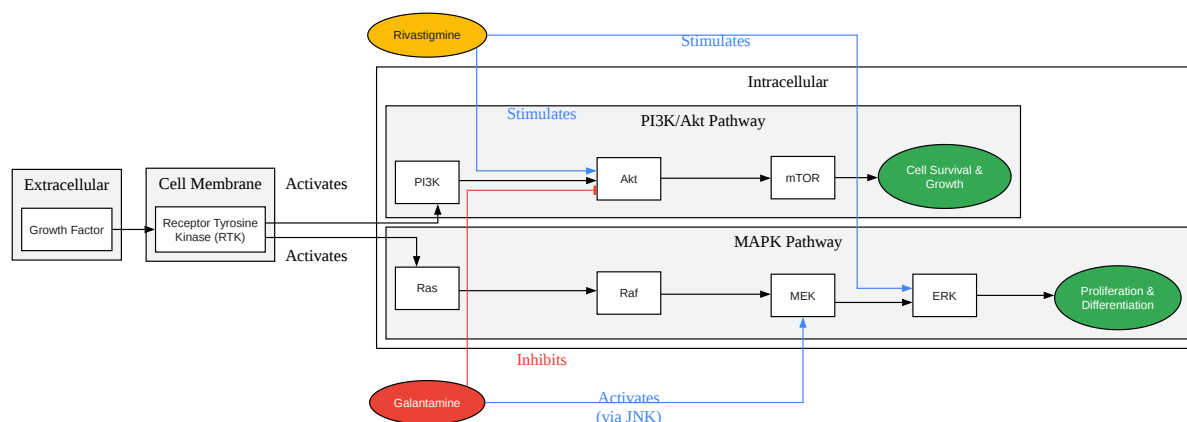 Rivastigmine
Stimulates
Intracellular
Stimulates
PI3K/Akt Pathway
PI3K
Akt
mTOR
Cell Survival &
Growth
Extracellular
Growth Factor
Cell Membrane
Receptor Tyrosine
Kinase (RTK)
Activates
Activates
MAPK Pathway
Ras
Raf
MEK
ERK
Proliferation &
Differentiation
Inhibits
Galantamine
Activates
(via JNK)